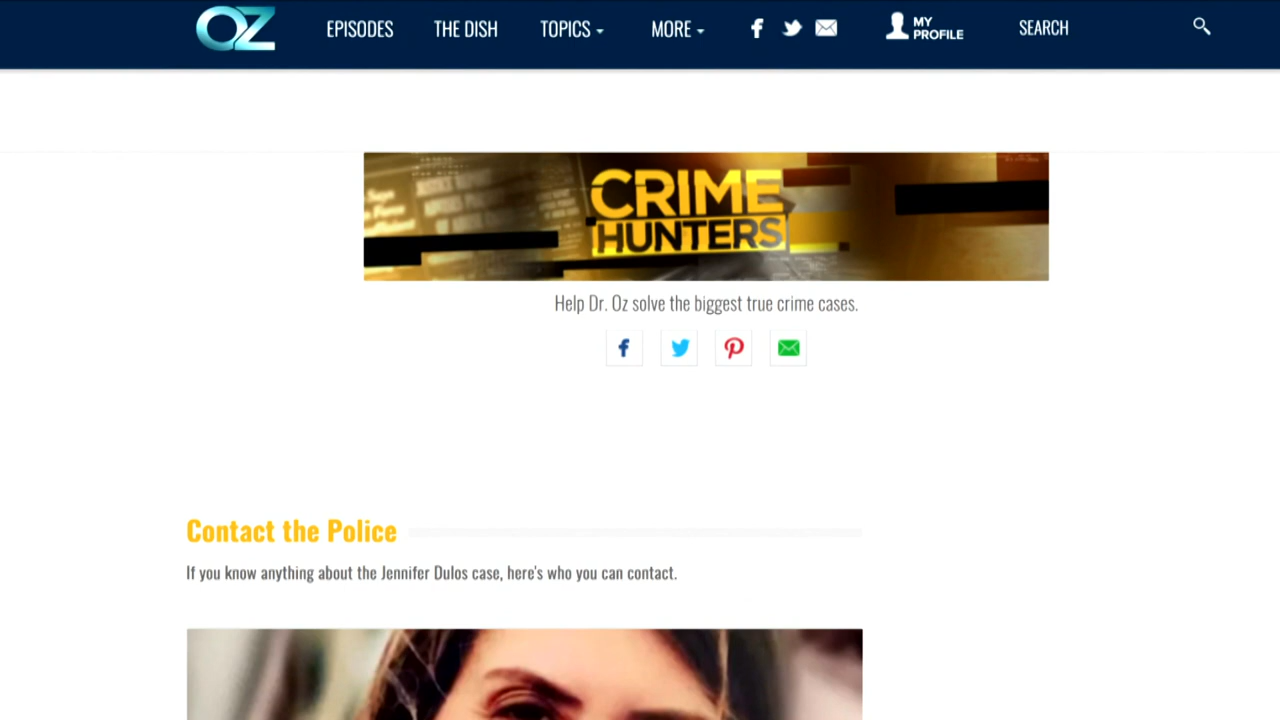 OZ
EPISODES
THE DISH
TOPICS
MORE
MY
PROFILE
SEARCH
CRIME
HUNTERS
Help Dr. Oz solve the biggest true crime cases.
Contact the Police
If you know anything about the Jennifer Dulos case, here's who you can contact.